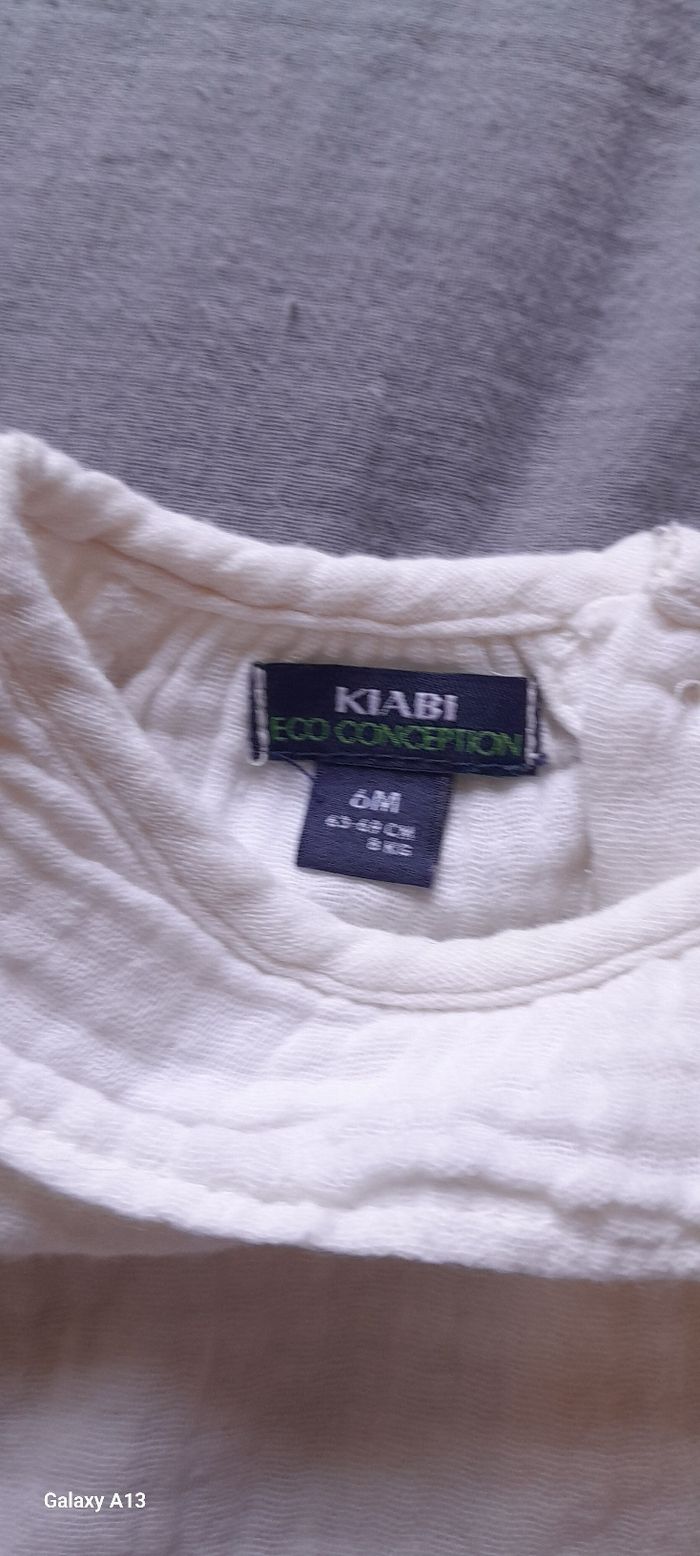 KIABI
ECO CONCEPTION
6M
63-69 CM
8 KG
Galaxy A13